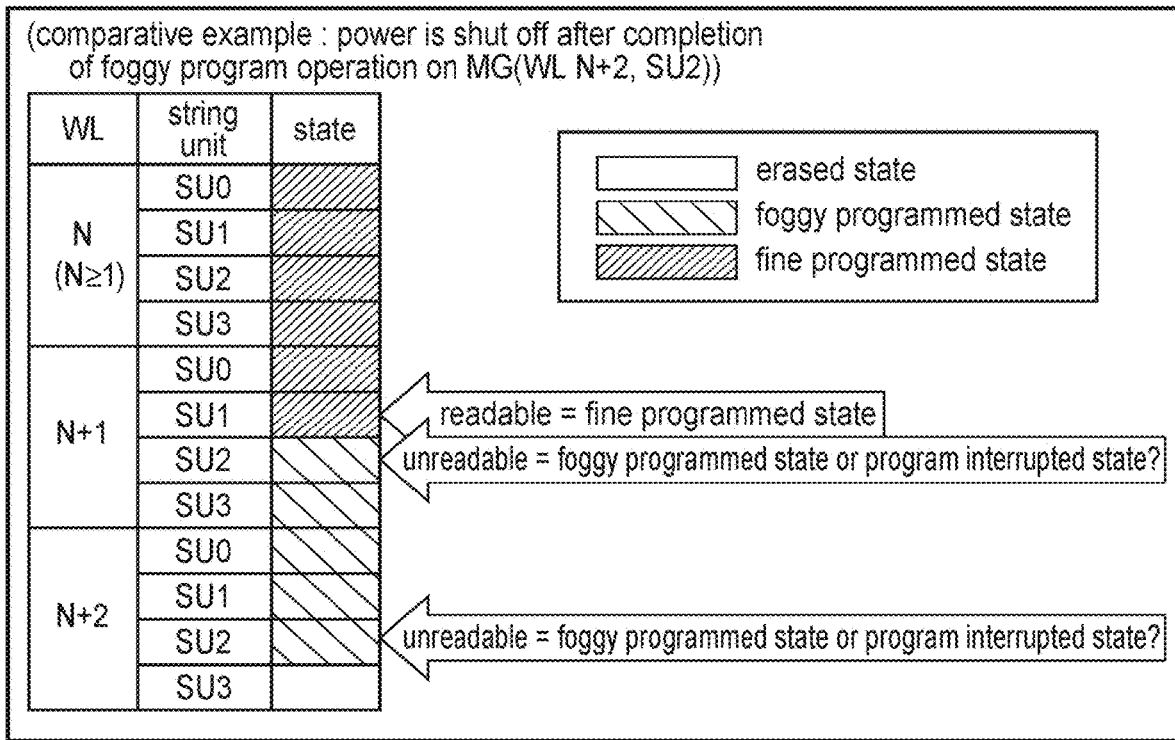 (comparative example : power is shut off after completion
of foggy program operation on MG(WL N+2, SU2))
WL
string
unit
state
erased state
foggy programmed state
fine programmed state
N
(N≥1)
SU0
SU1
SU2
SU3
N+1
SU0
SU1
readable = fine programmed state
SU2
unreadable = foggy programmed state or program interrupted state?
SU3
N+2
SU0
SU1
SU2
unreadable = foggy programmed state or program interrupted state?
SU3